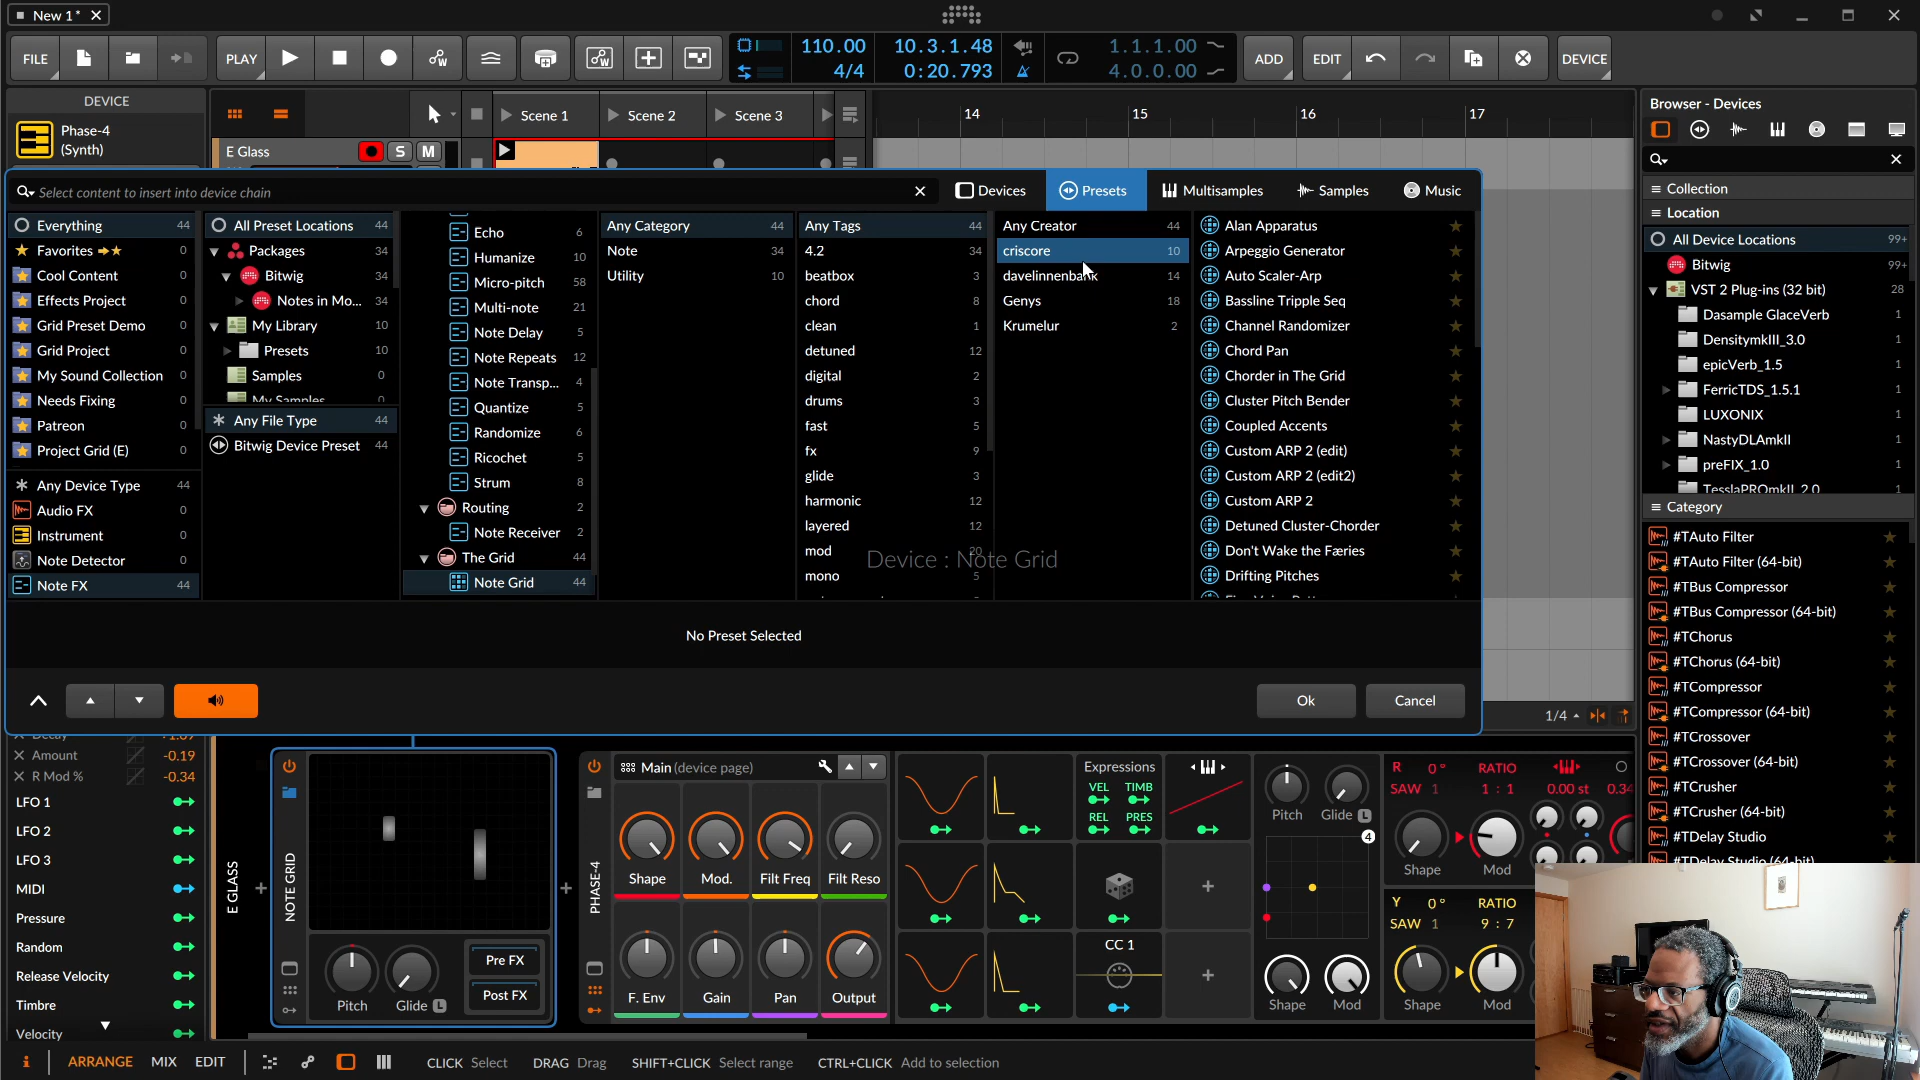 New 1*
FILE
PLAY
110.00
4/4
10.3.1.48
0:20.793
1.1.1.00
4.0.0.00
ADD
EDIT
DEVICE
DEVICE
Phase-4
(Synth)
Scene 1
Scene 2
Scene 3
14
15
16
17
E Glass
S
M
Browser - Devices
Select content to insert into device chain
Devices
Presets
Multisamples
Samples
Music
Everything 44
Favorites 0
Cool Content 0
Effects Project 0
Grid Preset Demo 0
Grid Project 0
My Sound Collection 0
Needs Fixing 0
Patreon 0
Project Grid (E) 0
Any Device Type 44
Audio FX 0
Instrument 0
Note Detector 0
Note FX 44
All Preset Locations 44
Packages 34
Bitwig 34
Notes in Mo... 34
My Library 10
Presets 10
Samples 0
My Samples 0
Any File Type 44
Bitwig Device Preset 44
Echo 6
Humanize 10
Micro-pitch 58
Multi-note 21
Note Delay 5
Note Repeats 12
Note Transp... 4
Quantize 5
Randomize 6
Ricochet 5
Strum 8
Routing 2
Note Receiver 2
The Grid 44
Note Grid 44
Any Category 44
Note 34
Utility 10
Any Tags 44
4.2 34
beatbox 3
chord 8
clean 1
detuned 12
digital 2
drums 3
fast 5
fx 9
glide 3
harmonic 12
layered 12
mod 20
mono 5
Device : Note Grid
Any Creator 44
criscore 10
davelinnenbank 14
Genys 18
Krumelur 2
Alan Apparatus
Arpeggio Generator
Auto Scaler-Arp
Bassline Tripple Seq
Channel Randomizer
Chord Pan
Chorder in The Grid
Cluster Pitch Bender
Coupled Accents
Custom ARP 2 (edit)
Custom ARP 2 (edit2)
Custom ARP 2
Detuned Cluster-Chorder
Don't Wake the Færies
Drifting Pitches
No Preset Selected
Ok
Cancel
Collection
Location
All Device Locations 99+
Bitwig 99+
VST 2 Plug-ins (32 bit) 28
Dasample GlaceVerb 1
DensitymkIII_3.0 1
epicVerb_1.5 1
FerricTDS_1.5.1 1
LUXONIX 1
NastyDLAmkII 1
preFIX_1.0 1
TesslaPROmkII_2.0 1
Category
#TAuto Filter
#TAuto Filter (64-bit)
#TBus Compressor
#TBus Compressor (64-bit)
#TChorus
#TChorus (64-bit)
#TCompressor
#TCompressor (64-bit)
#TCrossover
#TCrossover (64-bit)
#TCrusher
#TCrusher (64-bit)
#TDelay Studio
#TDelay Studio (64-bit)
1/4
Decay
Amount -0.19
R Mod % -0.34
LFO 1
LFO 2
LFO 3
MIDI
Pressure
Random
Release Velocity
Timbre
Velocity
E GLASS
NOTE GRID
Pitch
Glide L
Pre FX
Post FX
PHASE-4
Main (device page)
Shape
Mod.
Filt Freq
Filt Reso
F. Env
Gain
Pan
Output
Expressions
VEL TIMB
REL PRES
CC 1
Pitch
Glide L
4
Shape
Mod
R 0° RATIO
SAW 1 1 : 1 0.00 st
Shape
Mod
Y 0° RATIO
SAW 1 9 : 7
Shape
Mod
i
ARRANGE
MIX
EDIT
CLICK Select
DRAG Drag
SHIFT+CLICK Select range
CTRL+CLICK Add to selection